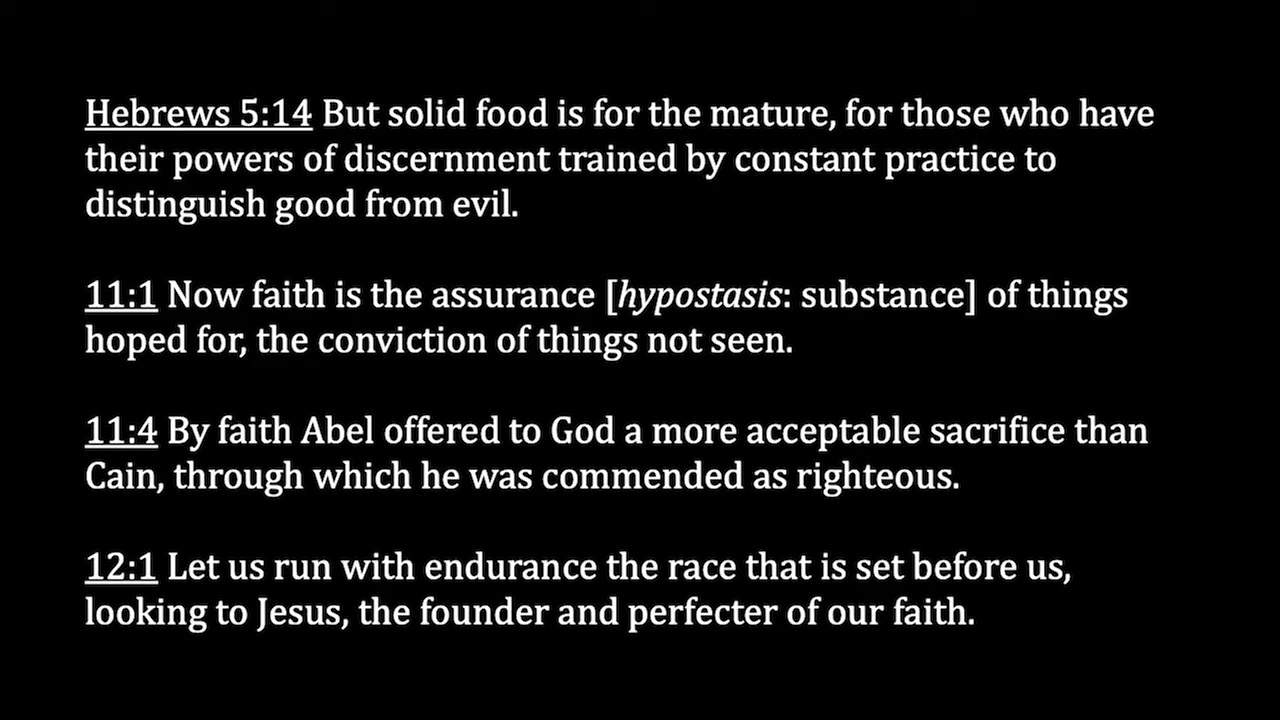 Hebrews 5:14 But solid food is for the mature, for those who have
their powers of discernment trained by constant practice to
distinguish good from evil.
11:1 Now faith is the assurance [hypostasis: substance] of things
hoped for, the conviction of things not seen.
11:4 By faith Abel offered to God a more acceptable sacrifice than
Cain, through which he was commended as righteous.
12:1 Let us run with endurance the race that is set before us,
looking to Jesus, the founder and perfecter of our faith.